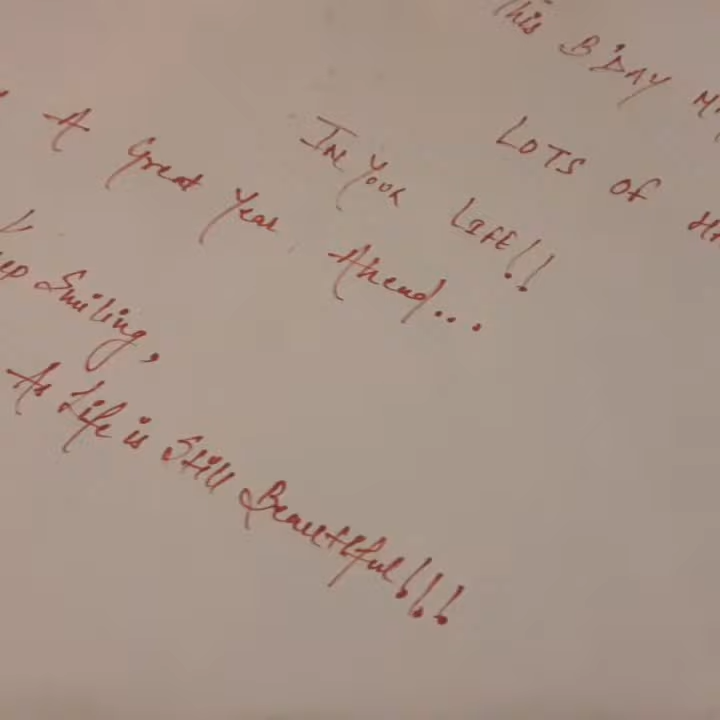 This B'DAY
LOTS OF
IN YOUR LIFE!!
A Great Year Ahead...
Keep Smiling,
As Life is Still Beautiful!!!